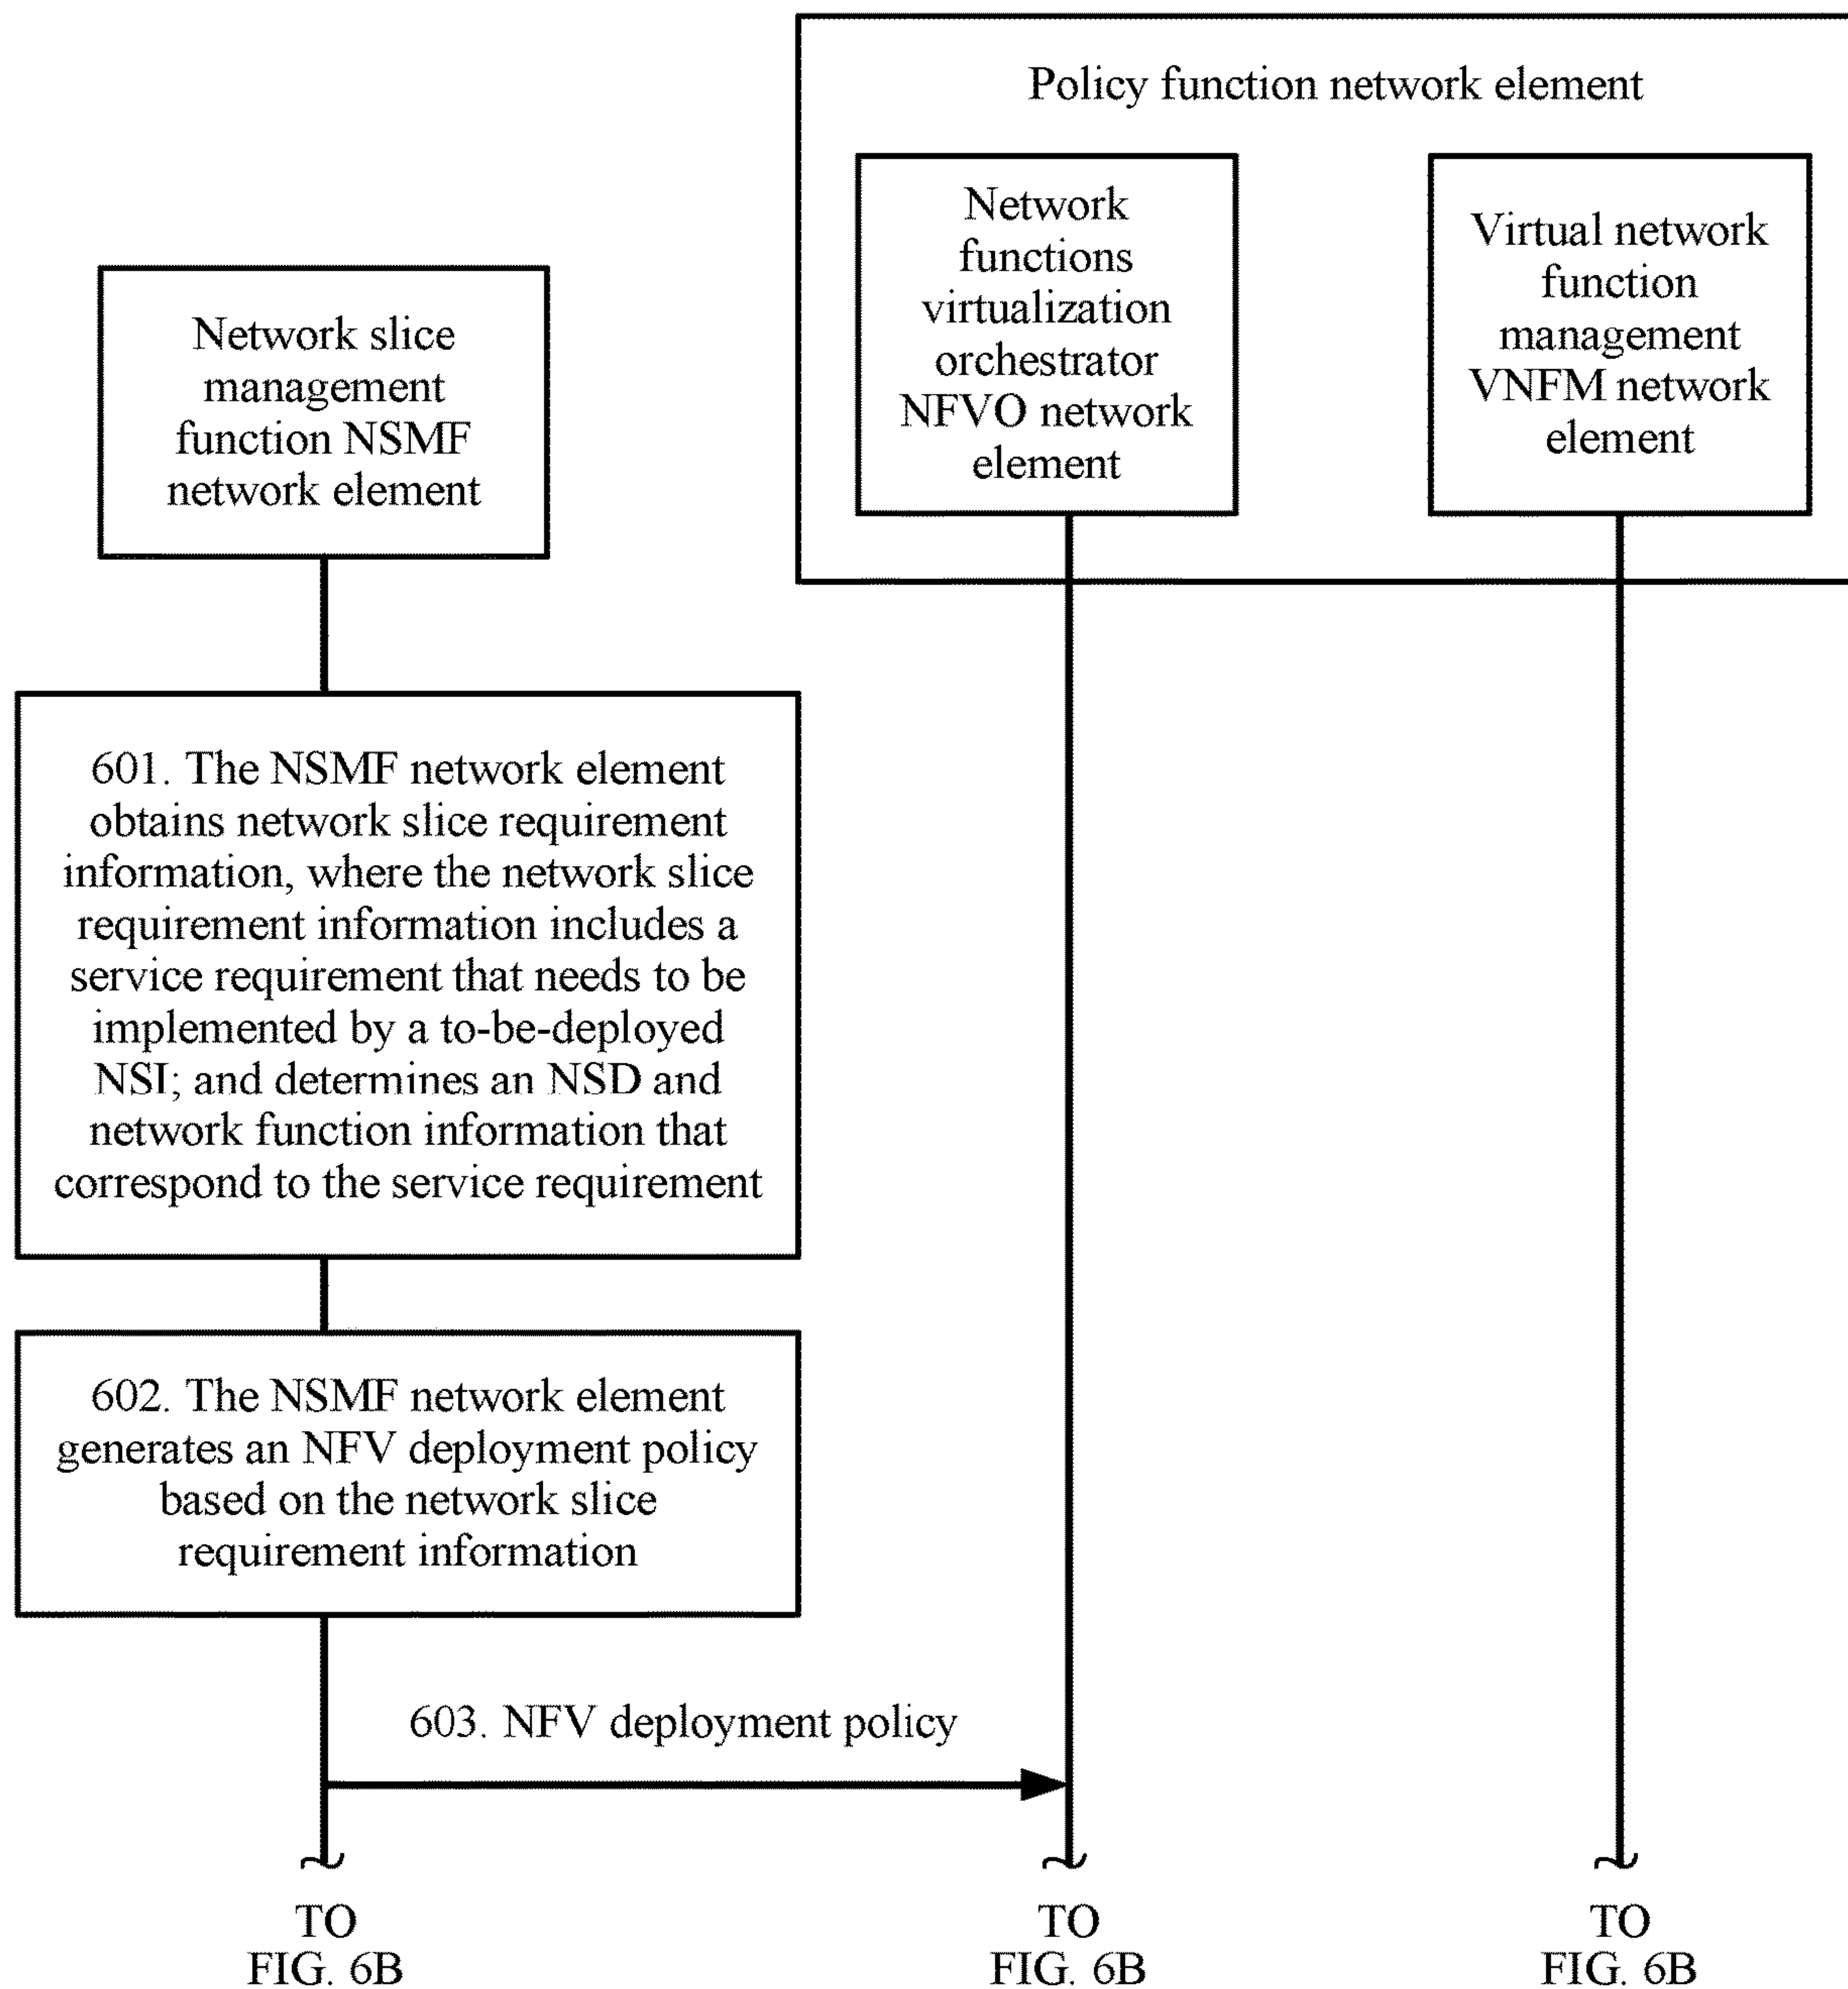 Policy function network element
Network
functions
virtualization
orchestrator
NFVO network
element
Virtual network
function
management
VNFM network
element
Network slice
management
function NSMF
network element
601. The NSMF network element
obtains network slice requirement
information, where the network slice
requirement information includes a
service requirement that needs to be
implemented by a to-be-deployed
NSI; and determines an NSD and
network function information that
correspond to the service requirement
602. The NSMF network element
generates an NFV deployment policy
based on the network slice
requirement information
603. NFV deployment policy
TO
FIG. 6B
TO
FIG. 6B
TO
FIG. 6B